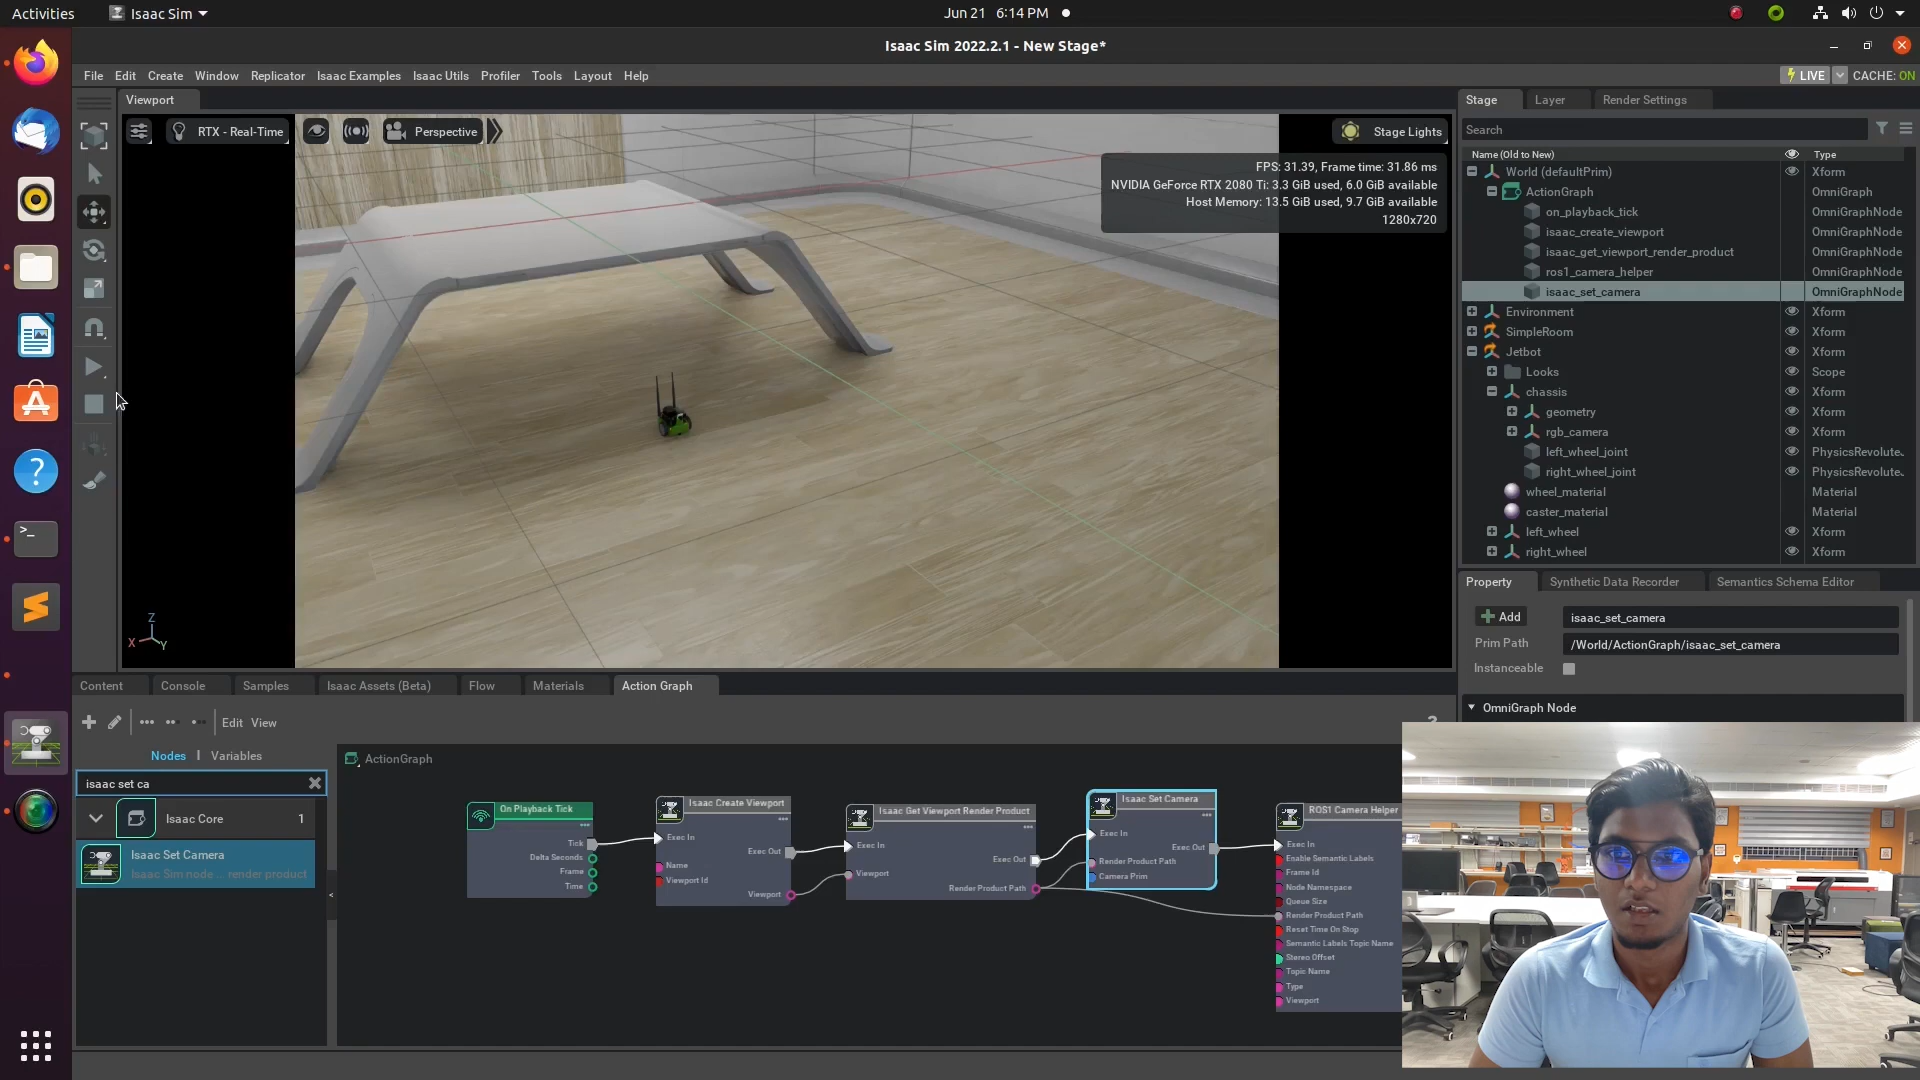 Activities
Isaac Sim
Jun 21 6:14 PM
Isaac Sim 2022.2.1 - New Stage*
File Edit Create Window Replicator Isaac Examples Isaac Utils Profiler Tools Layout Help
LIVE CACHE: ON
Viewport
RTX - Real-Time
Perspective
Stage Lights
FPS: 31.39, Frame time: 31.86 ms
NVIDIA GeForce RTX 2080 Ti: 3.3 GiB used, 6.0 GiB available
Host Memory: 13.5 GiB used, 9.7 GiB available
1280x720
Z
X
Y
Stage Layer Render Settings
Search
Name (Old to New) Type
World (defaultPrim) Xform
ActionGraph OmniGraph
on_playback_tick OmniGraphNode
isaac_create_viewport OmniGraphNode
isaac_get_viewport_render_product OmniGraphNode
ros1_camera_helper OmniGraphNode
isaac_set_camera OmniGraphNode
Environment Xform
SimpleRoom Xform
Jetbot Xform
Looks Scope
chassis Xform
geometry Xform
rgb_camera Xform
left_wheel_joint PhysicsRevolute
right_wheel_joint PhysicsRevolute
wheel_material Material
caster_material Material
left_wheel Xform
right_wheel Xform
Property Synthetic Data Recorder Semantics Schema Editor
Add isaac_set_camera
Prim Path /World/ActionGraph/isaac_set_camera
Instanceable
OmniGraph Node
Content Console Samples Isaac Assets (Beta) Flow Materials Action Graph
Edit View
?
Nodes | Variables
isaac set ca
Isaac Core 1
Isaac Set Camera
Isaac Sim node ... render product
<
ActionGraph
On Playback Tick
Tick
Delta Seconds
Frame
Time
Isaac Create Viewport
Exec In
Exec Out
Name
Viewport Id
Viewport
Isaac Get Viewport Render Product
Exec In
Exec Out
Viewport
Render Product Path
Isaac Set Camera
Exec In
Exec Out
Render Product Path
Camera Prim
ROS1 Camera Helper
Exec In
Enable Semantic Labels
Frame Id
Node Namespace
Queue Size
Render Product Path
Reset Time On Stop
Semantic Labels Topic Name
Stereo Offset
Topic Name
Type
Viewport